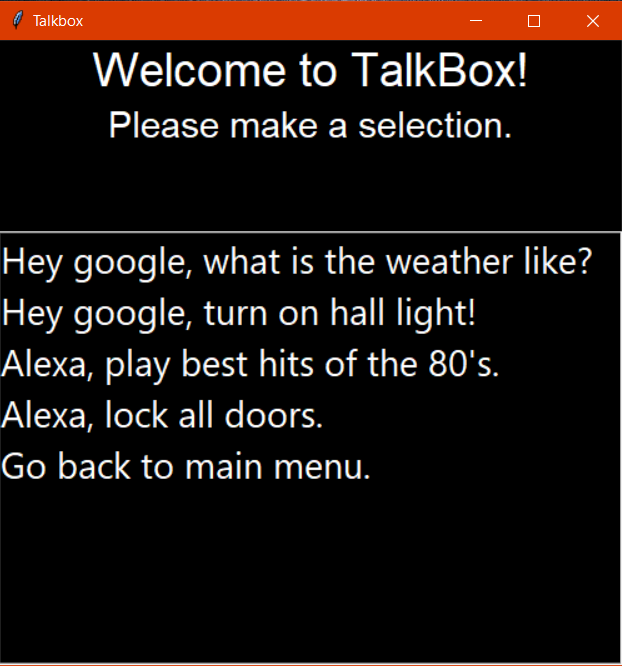 Talkbox
Welcome to TalkBox!
Please make a selection.
Hey google, what is the weather like?
Hey google, turn on hall light!
Alexa, play best hits of the 80's.
Alexa, lock all doors.
Go back to main menu.